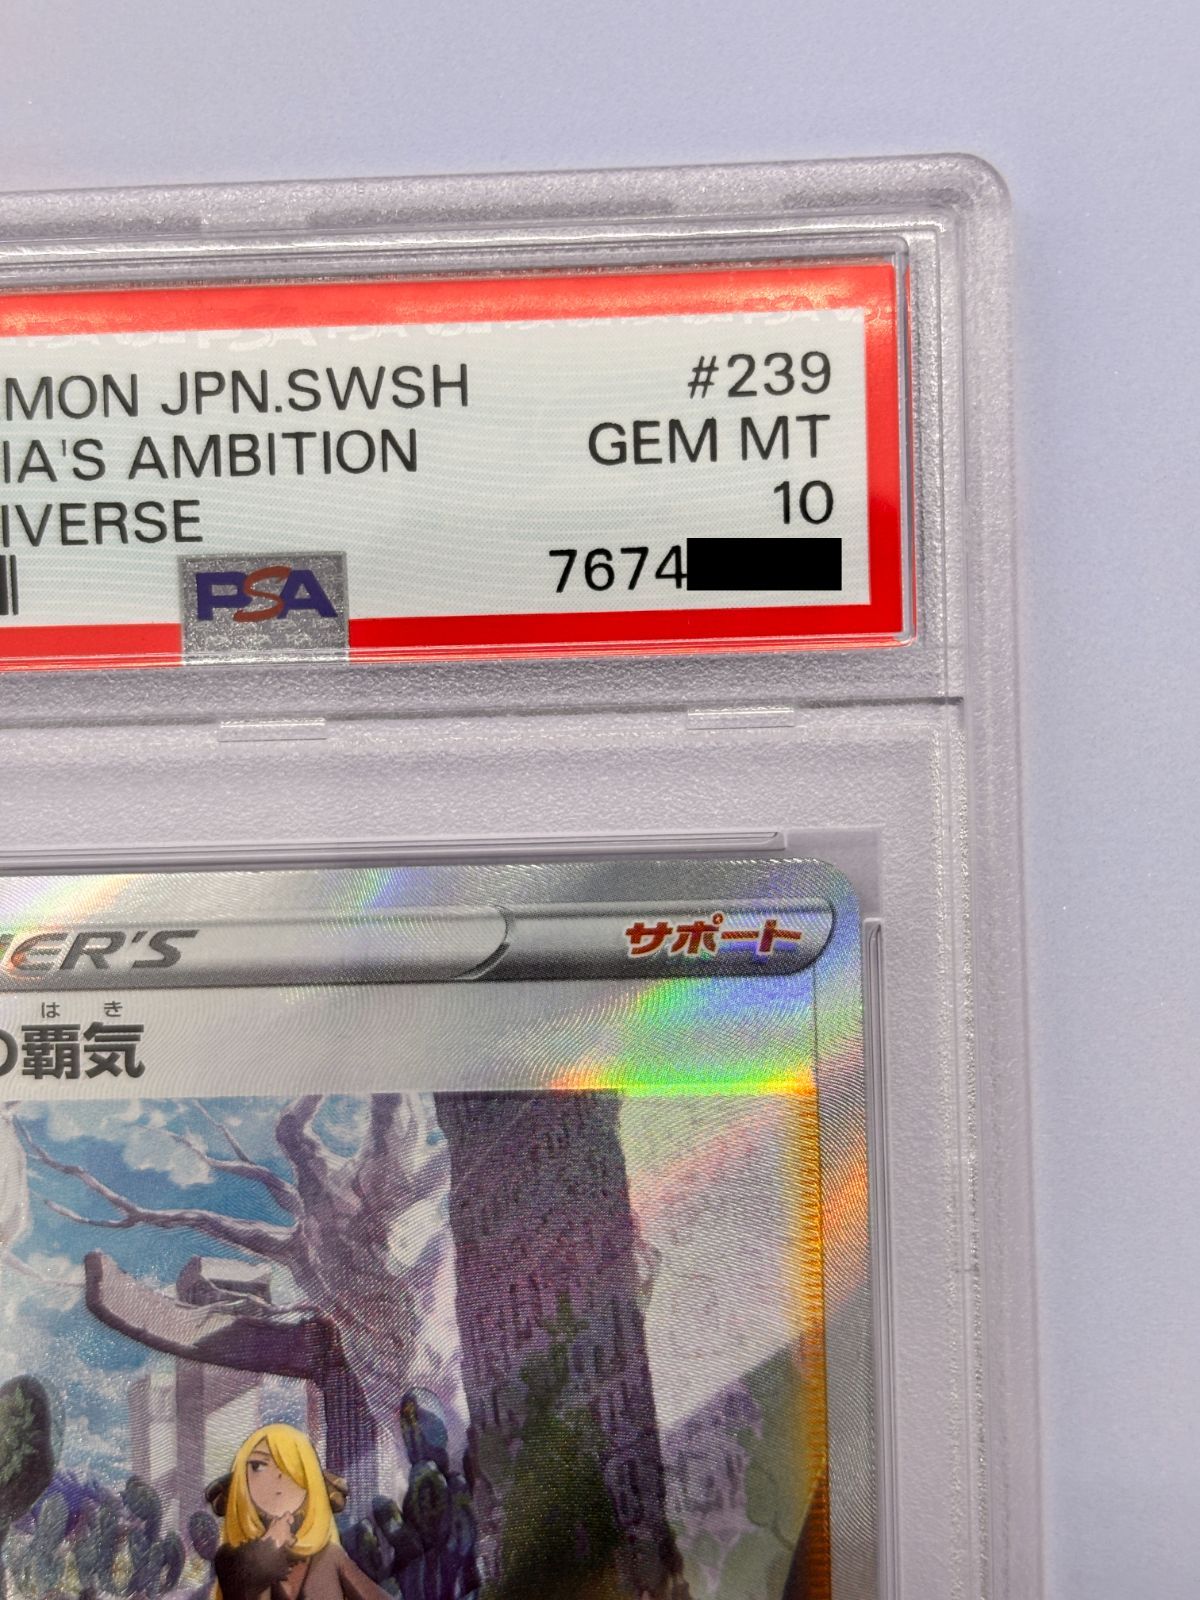 MON JPN.SWSH #239
IA'S AMBITION GEM MT
IVERSE 10
7674
PSA
ER'S サポート
はき
の覇気